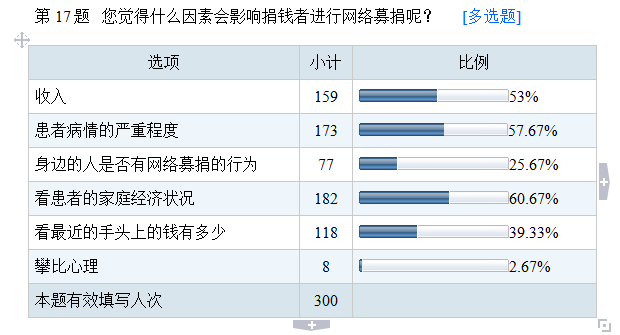 第 17 题 您觉得什么因素会影响捐钱者进行网络募捐呢? [多选题]
选项 小计 比例
收入 159 53%
患者病情的严重程度 173 57.67%
身边的人是否有网络募捐的行为 77 25.67%
看患者的家庭经济状况 182 60.67%
看最近的手头上的钱有多少 118 39.33%
攀比心理 8 2.67%
本题有效填写人次 300